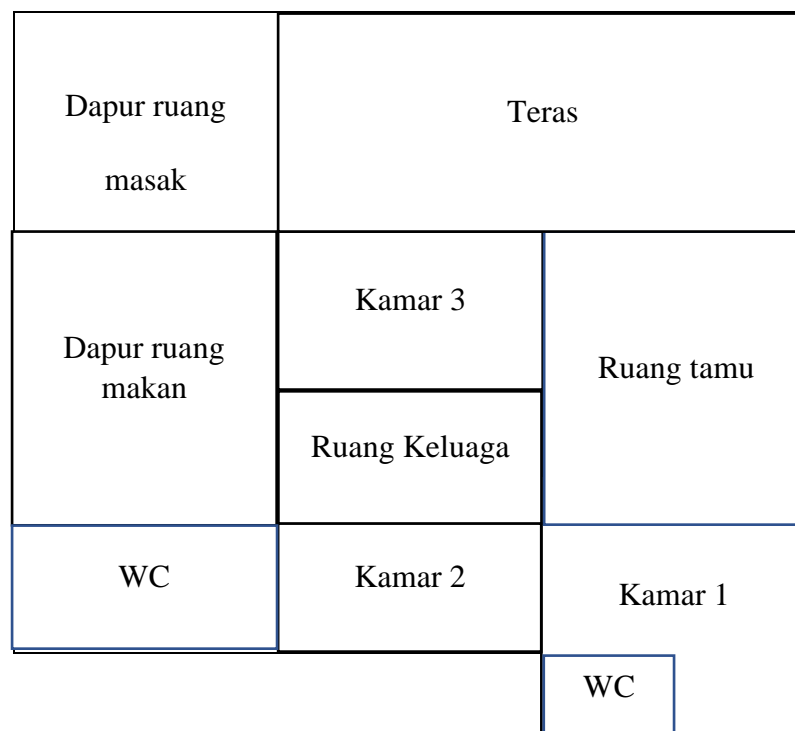 Dapur ruang
masak
Teras
Kamar 3
Dapur ruang
makan
Ruang tamu
Ruang Keluaga
WC
Kamar 2
Kamar 1
WC